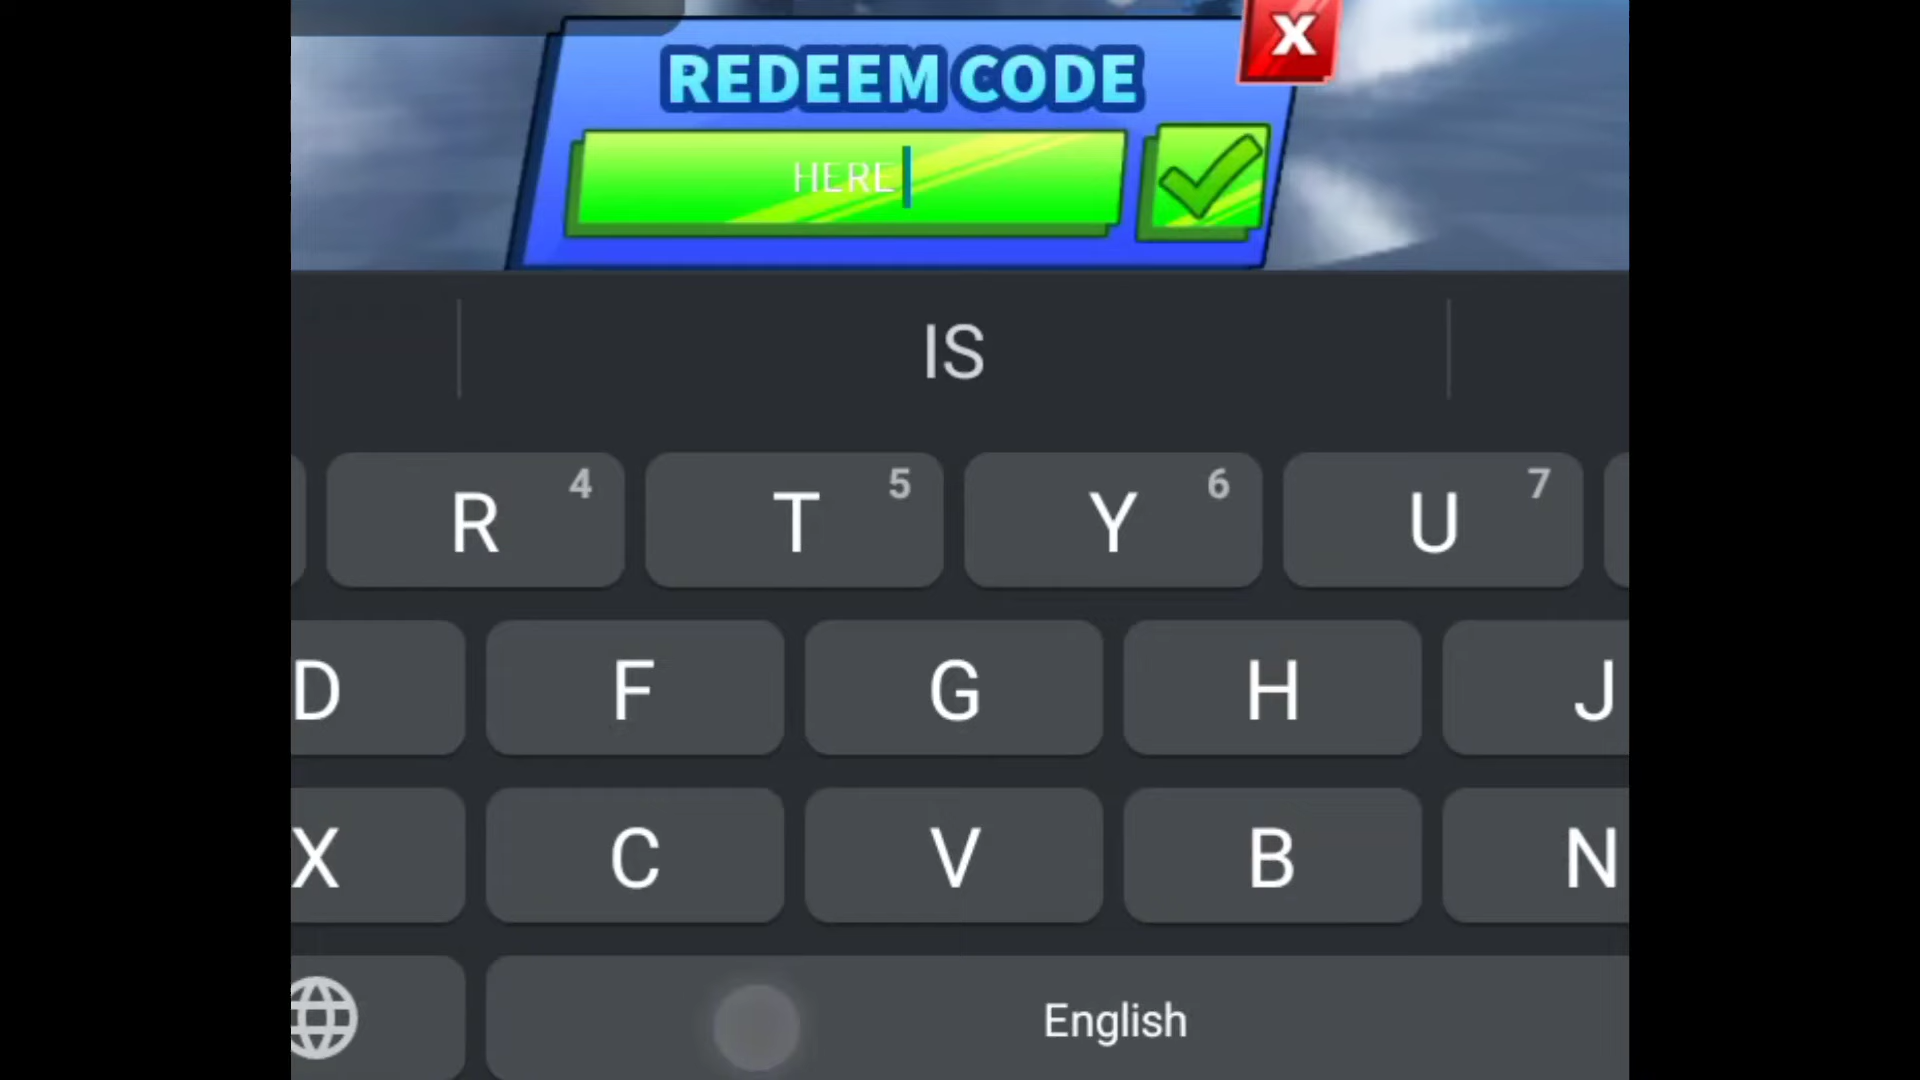 X
REDEEM CODE
HERE
IS
R 4 T 5 Y 6 U 7
D F G H J
X C V B N
English